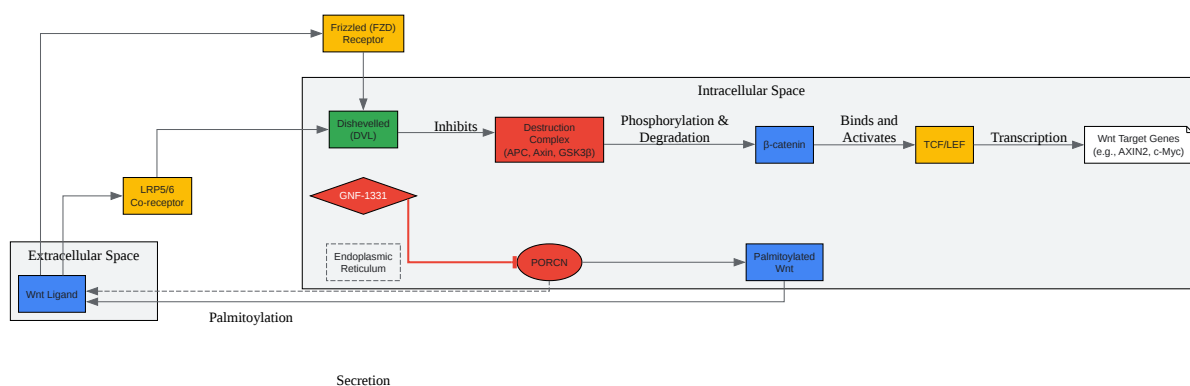 Frizzled (FZD)
Receptor
Intracellular Space
Dishevelled
(DVL)
Inhibits
Destruction
Complex
(APC, Axin, GSK3β)
Phosphorylation &
Degradation
β-catenin
Binds and
Activates
TCF/LEF
Transcription
Wnt Target Genes
(e.g., AXIN2, c-Myc)
LRP5/6
Co-receptor
GNF-1331
Extracellular Space
Wnt Ligand
Endoplasmic
Reticulum
PORCN
Palmitoylated
Wnt
Palmitoylation
Secretion